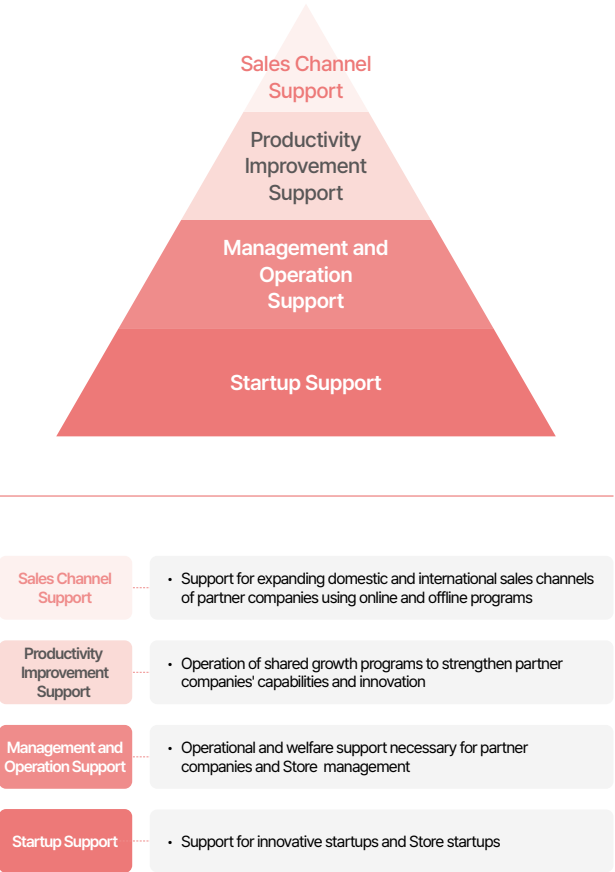 Sales Channel
Support
Productivity
Improvement
Support
Management and
Operation
Support
Startup Support
Sales Channel
Support
• Support for expanding domestic and international sales channels
of partner companies using online and offline programs
Productivity
Improvement
Support
• Operation of shared growth programs to strengthen partner
companies' capabilities and innovation
Management and
Operation Support
• Operational and welfare support necessary for partner
companies and Store management
Startup Support
• Support for innovative startups and Store startups